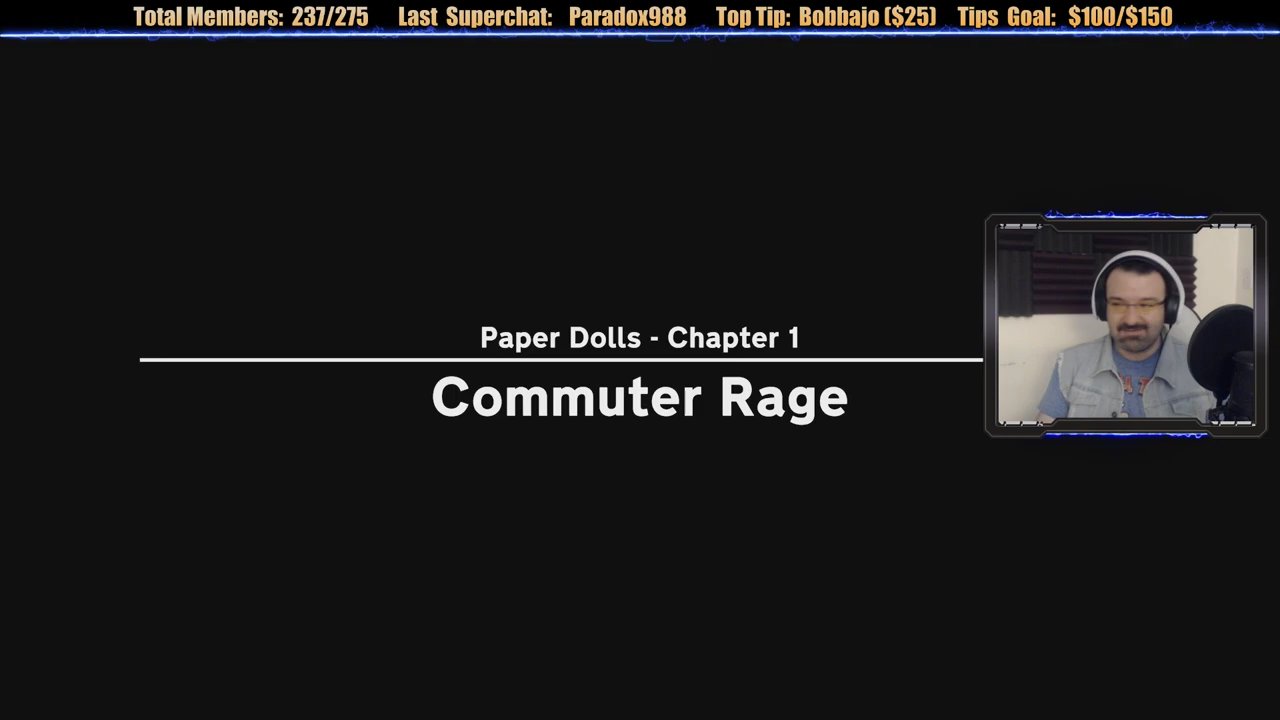 Total Members: 237/275 Last Superchat: Paradox988 Top Tip: Bobbajo ($25) Tips Goal: $100/$150
Paper Dolls - Chapter 1
Commuter Rage